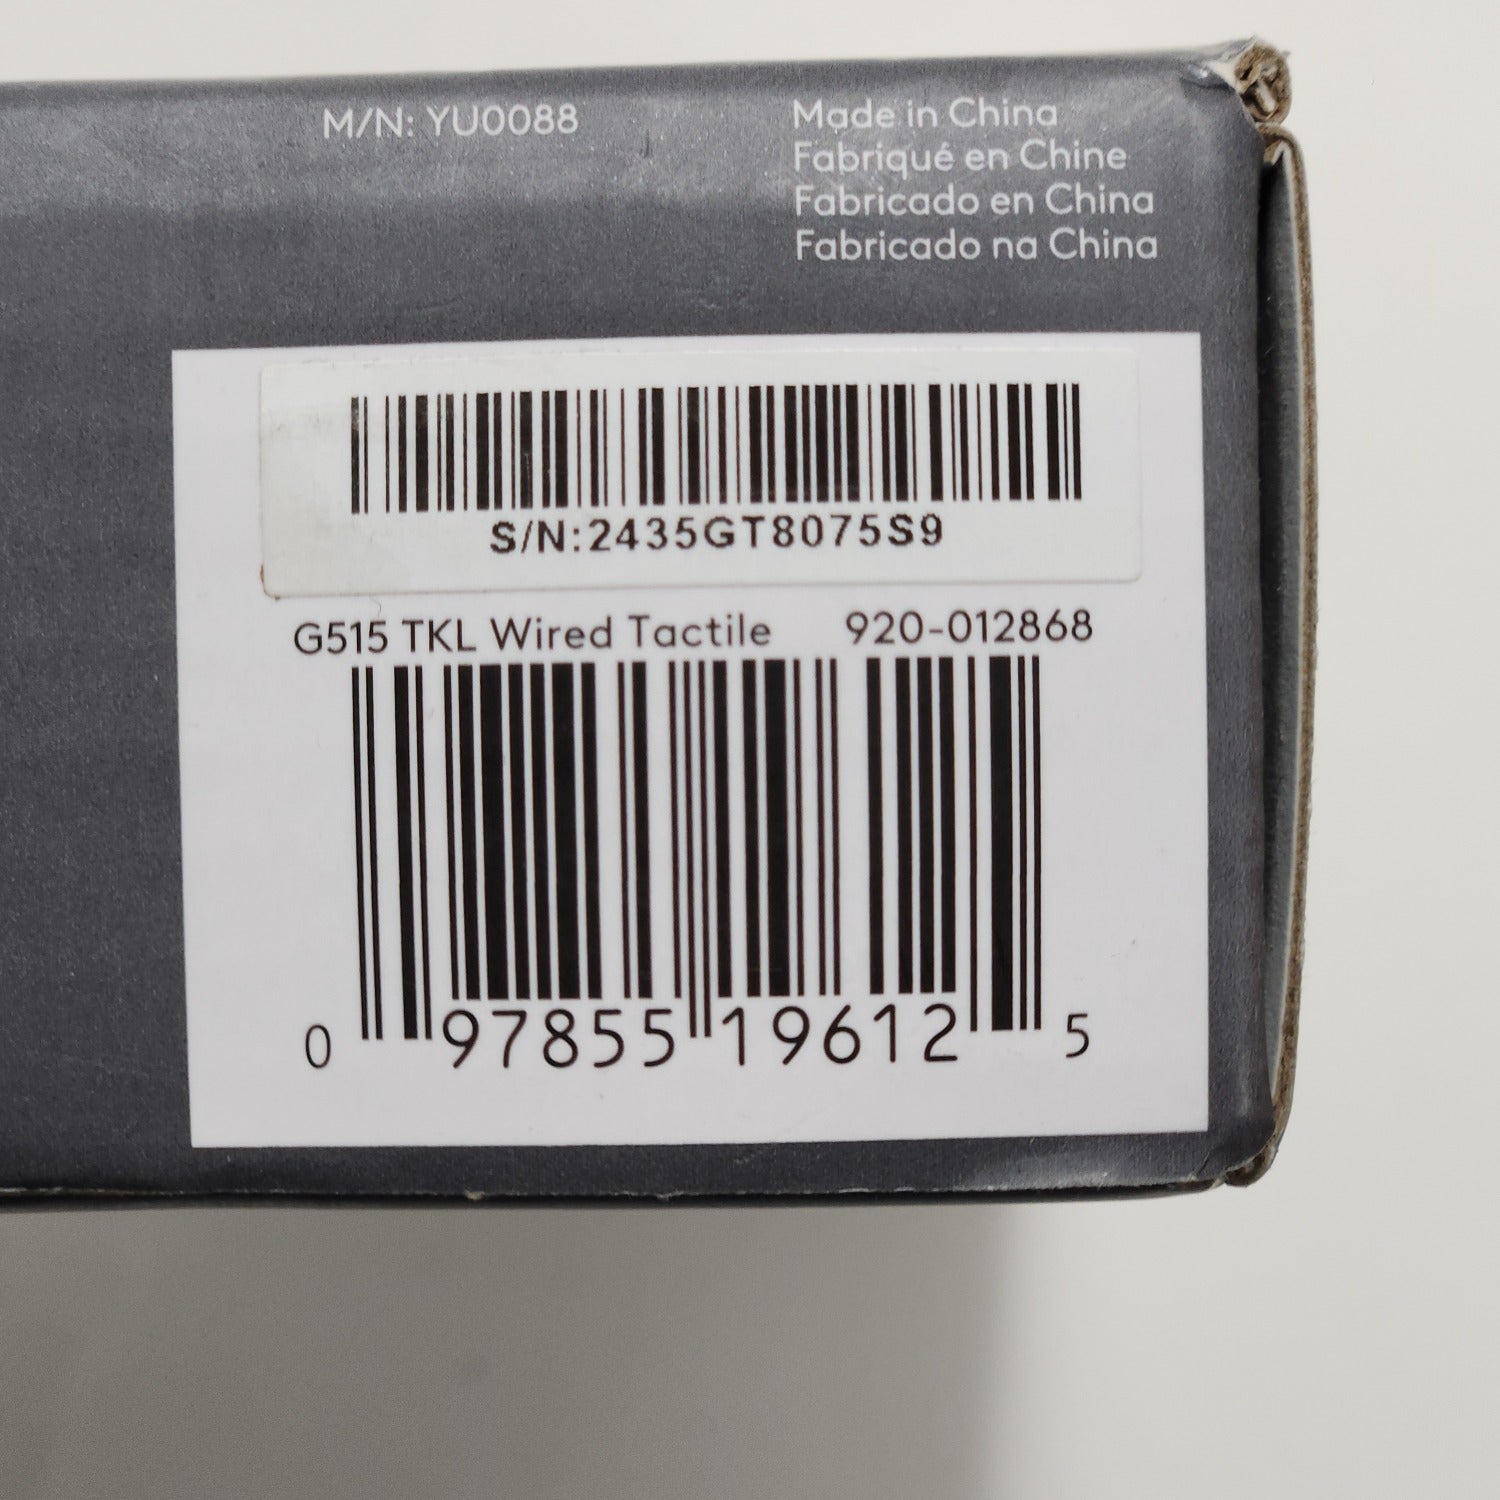 M/N: YU0088
Made in China
Fabriqué en Chine
Fabricado en China
Fabricado na China
S/N:2435GT8075S9
G515 TKL Wired Tactile 920-012868
0 97855 19612 5